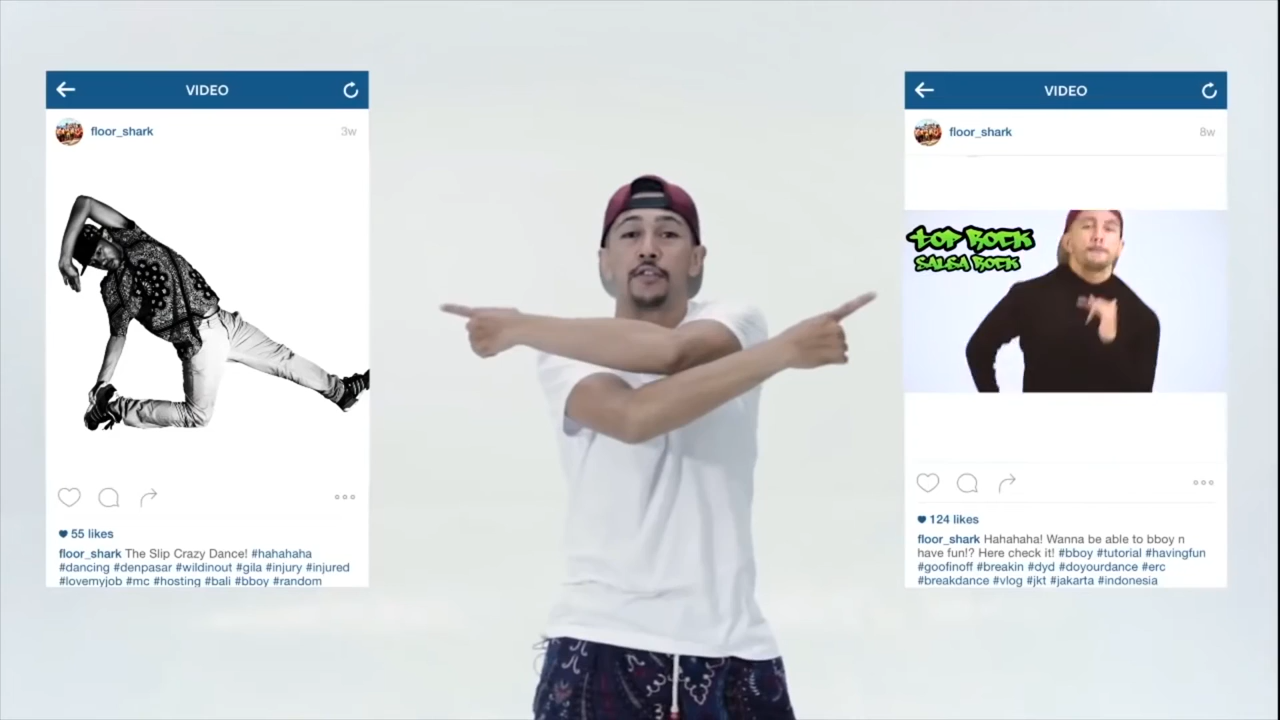 VIDEO
floor_shark
3w
55 likes
floor_shark The Slip Crazy Dance! #hahahaha
#dancing #denpasar #wildinout #gila #injury #injured
#lovemyjob #mc #hosting #bali #bboy #random
VIDEO
floor_shark
8w
TOP ROCK
SALSA ROCK
124 likes
floor_shark Hahahaha! Wanna be able to bboy n
have fun!? Here check it! #bboy #tutorial #havingfun
#goofinoff #breakin #dyd #doyourdance #erc
#breakdance #vlog #jkt #jakarta #indonesia